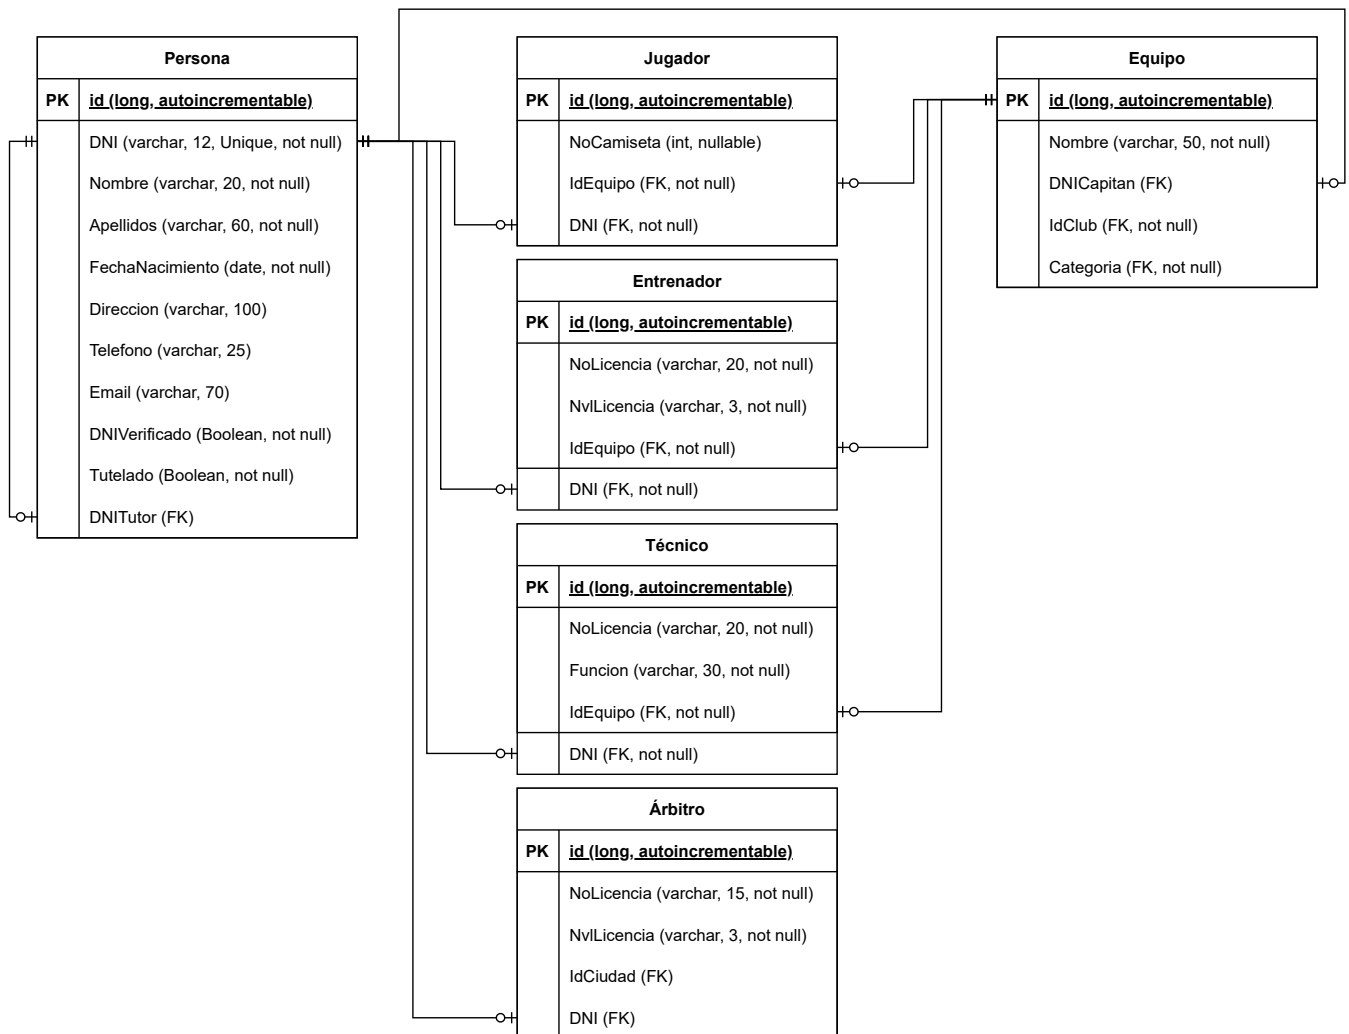 Persona
PK id (long, autoincrementable)
DNI (varchar, 12, Unique, not null)
Nombre (varchar, 20, not null)
Apellidos (varchar, 60, not null)
FechaNacimiento (date, not null)
Direccion (varchar, 100)
Telefono (varchar, 25)
Email (varchar, 70)
DNIVerificado (Boolean, not null)
Tutelado (Boolean, not null)
DNITutor (FK)
Jugador
PK id (long, autoincrementable)
NoCamiseta (int, nullable)
IdEquipo (FK, not null)
DNI (FK, not null)
Entrenador
PK id (long, autoincrementable)
NoLicencia (varchar, 20, not null)
NvlLicencia (varchar, 3, not null)
IdEquipo (FK, not null)
DNI (FK, not null)
Técnico
PK id (long, autoincrementable)
NoLicencia (varchar, 20, not null)
Funcion (varchar, 30, not null)
IdEquipo (FK, not null)
DNI (FK, not null)
Árbitro
PK id (long, autoincrementable)
NoLicencia (varchar, 15, not null)
NvlLicencia (varchar, 3, not null)
IdCiudad (FK)
DNI (FK)
Equipo
PK id (long, autoincrementable)
Nombre (varchar, 50, not null)
DNICapitan (FK)
IdClub (FK, not null)
Categoria (FK, not null)